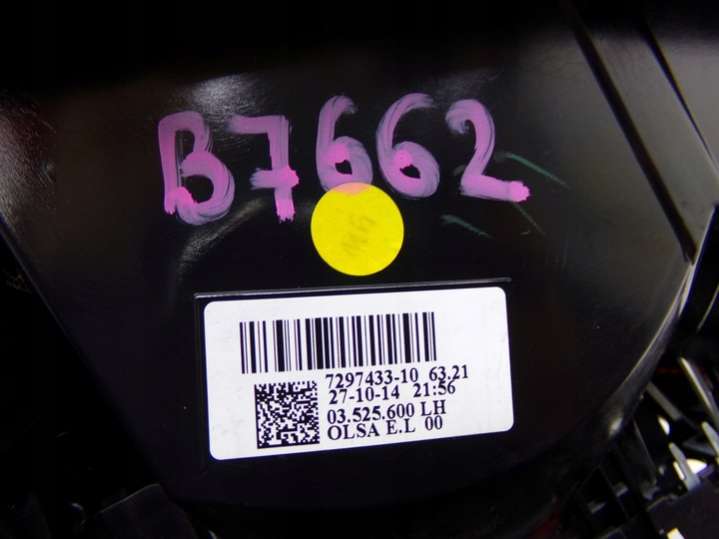 B7662
7297433-10 63.21
27-10-14 21:56
03.525.600 LH
OLSA E.L 00